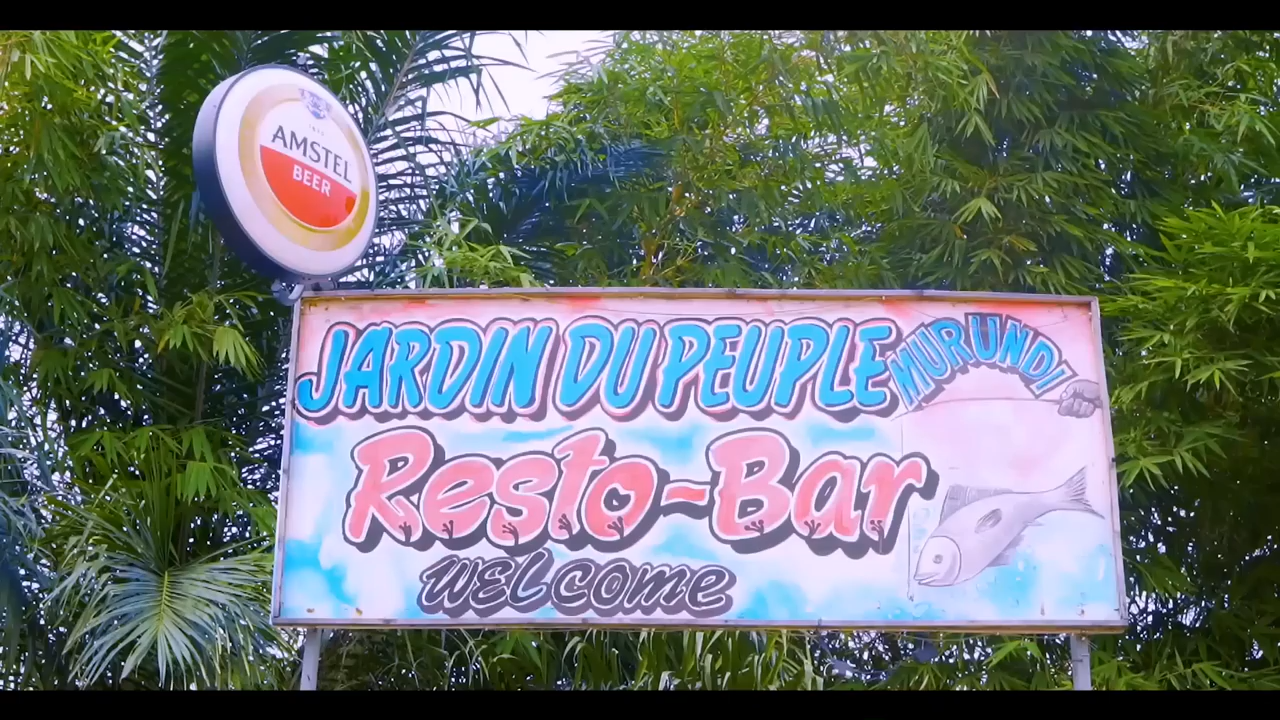 AMSTEL
BEER
JARDIN DU PEUPLE MURUNDI
Resto-Bar
WELCOME